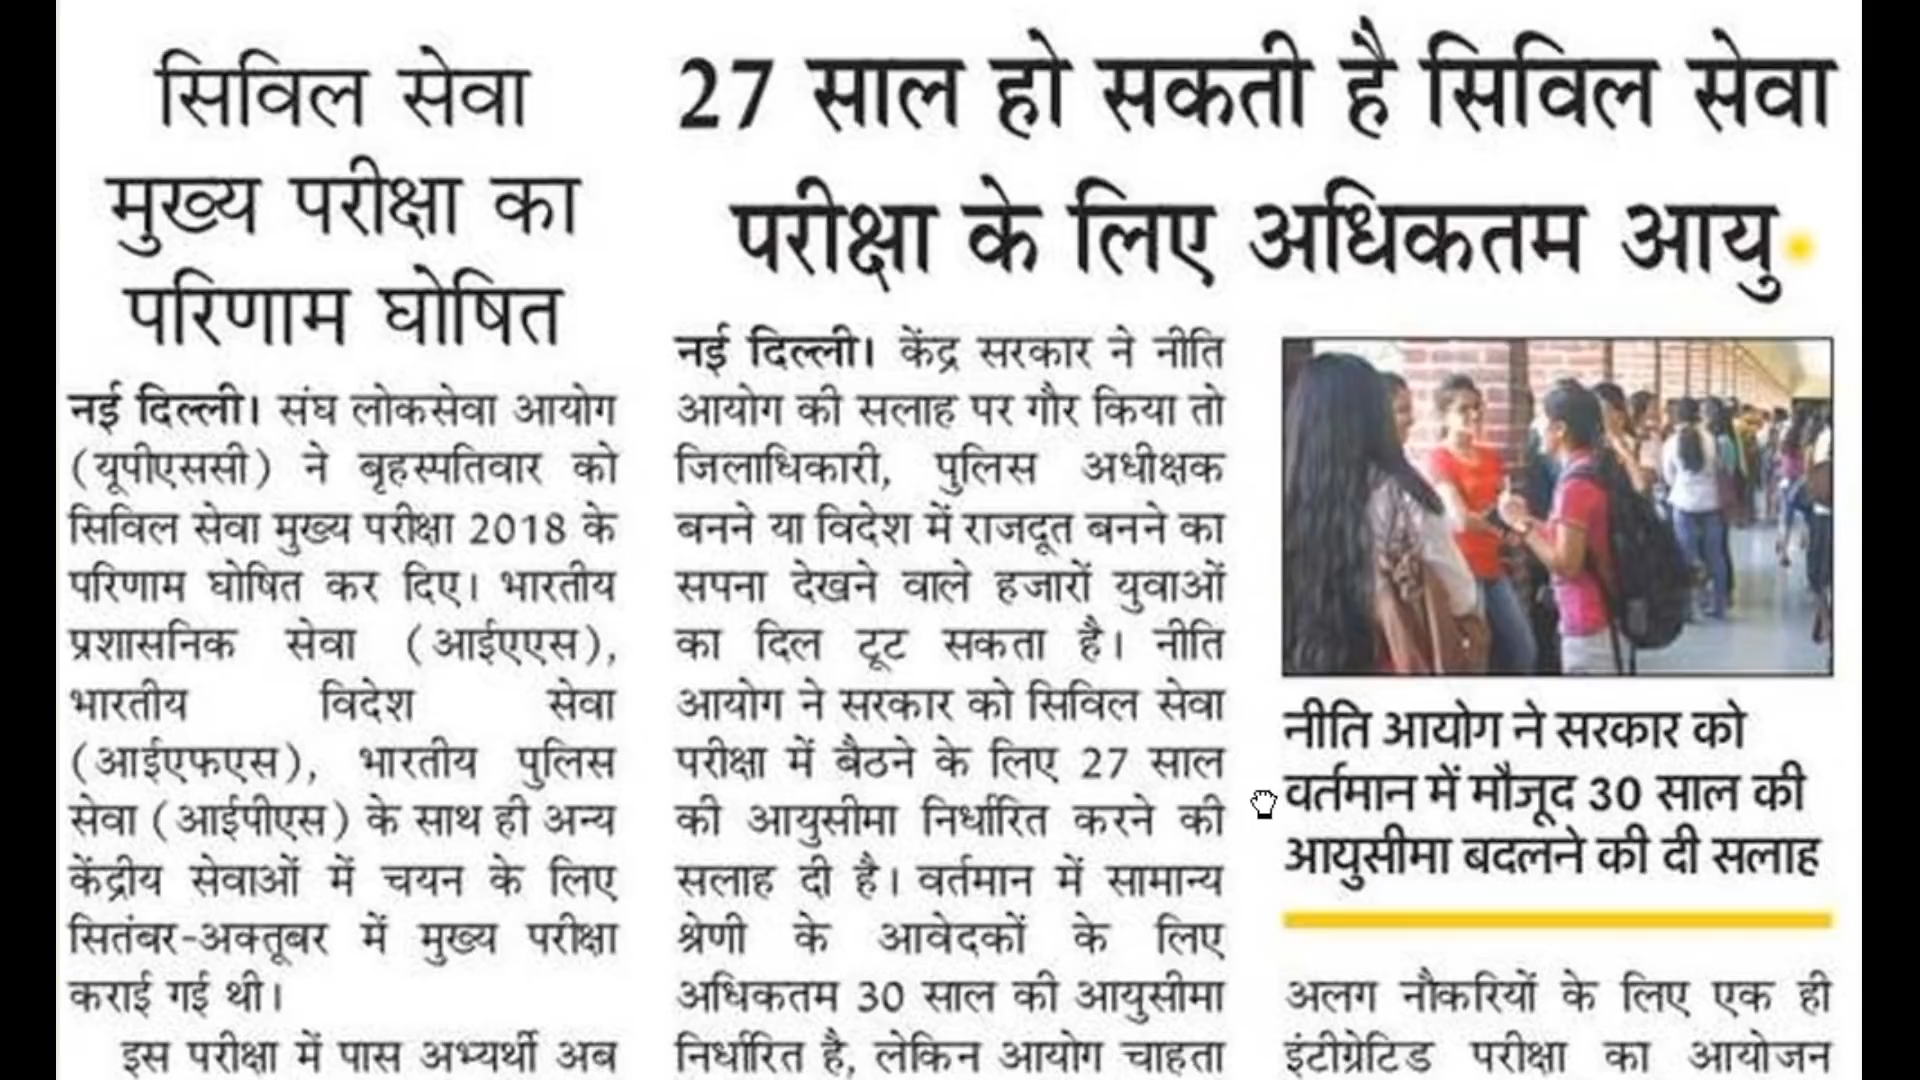 सिविल सेवा
मुख्य परीक्षा का
परिणाम घोषित
नई दिल्ली। संघ लोकसेवा आयोग
(यूपीएससी) ने बृहस्पतिवार को
सिविल सेवा मुख्य परीक्षा 2018 के
परिणाम घोषित कर दिए। भारतीय
प्रशासनिक सेवा (आईएएस),
भारतीय विदेश सेवा
(आईएफएस), भारतीय पुलिस
सेवा (आईपीएस) के साथ ही अन्य
केंद्रीय सेवाओं में चयन के लिए
सितंबर-अक्तूबर में मुख्य परीक्षा
कराई गई थी।
इस परीक्षा में पास अभ्यर्थी अब
27 साल हो सकती है सिविल सेवा
परीक्षा के लिए अधिकतम आयु
नई दिल्ली। केंद्र सरकार ने नीति
आयोग की सलाह पर गौर किया तो
जिलाधिकारी, पुलिस अधीक्षक
बनने या विदेश में राजदूत बनने का
सपना देखने वाले हजारों युवाओं
का दिल टूट सकता है। नीति
आयोग ने सरकार को सिविल सेवा
परीक्षा में बैठने के लिए 27 साल
की आयुसीमा निर्धारित करने की
सलाह दी है। वर्तमान में सामान्य
श्रेणी के आवेदकों के लिए
अधिकतम 30 साल की आयुसीमा
निर्धारित है, लेकिन आयोग चाहता
नीति आयोग ने सरकार को
वर्तमान में मौजूद 30 साल की
आयुसीमा बदलने की दी सलाह
अलग नौकरियों के लिए एक ही
इंटीग्रेटिड परीक्षा का आयोजन